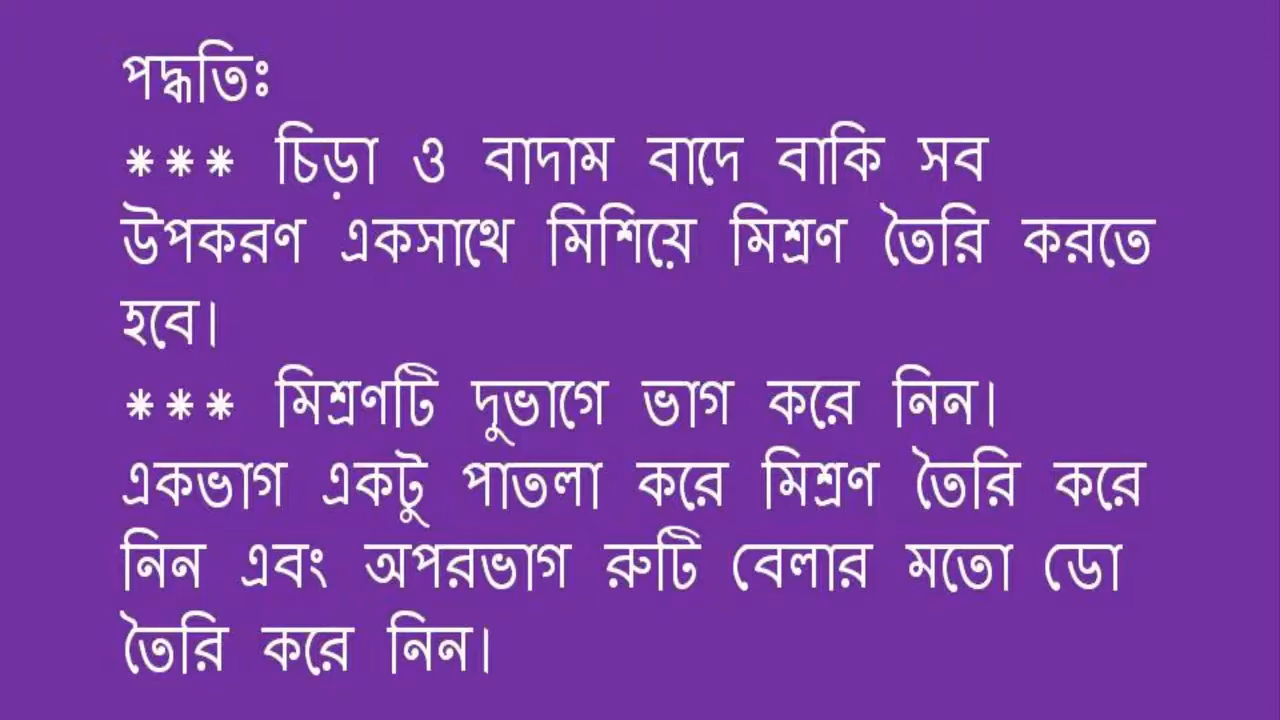 পদ্ধতিঃ
*** চিড়া ও বাদাম বাদে বাকি সব
উপকরণ একসাথে মিশিয়ে মিশ্রণ তৈরি করতে
হবে।
*** মিশ্রণটি দুভাগে ভাগ করে নিন।
একভাগ একটু পাতলা করে মিশ্রণ তৈরি করে
নিন এবং অপরভাগ রুটি বেলার মতো ডো
তৈরি করে নিন।